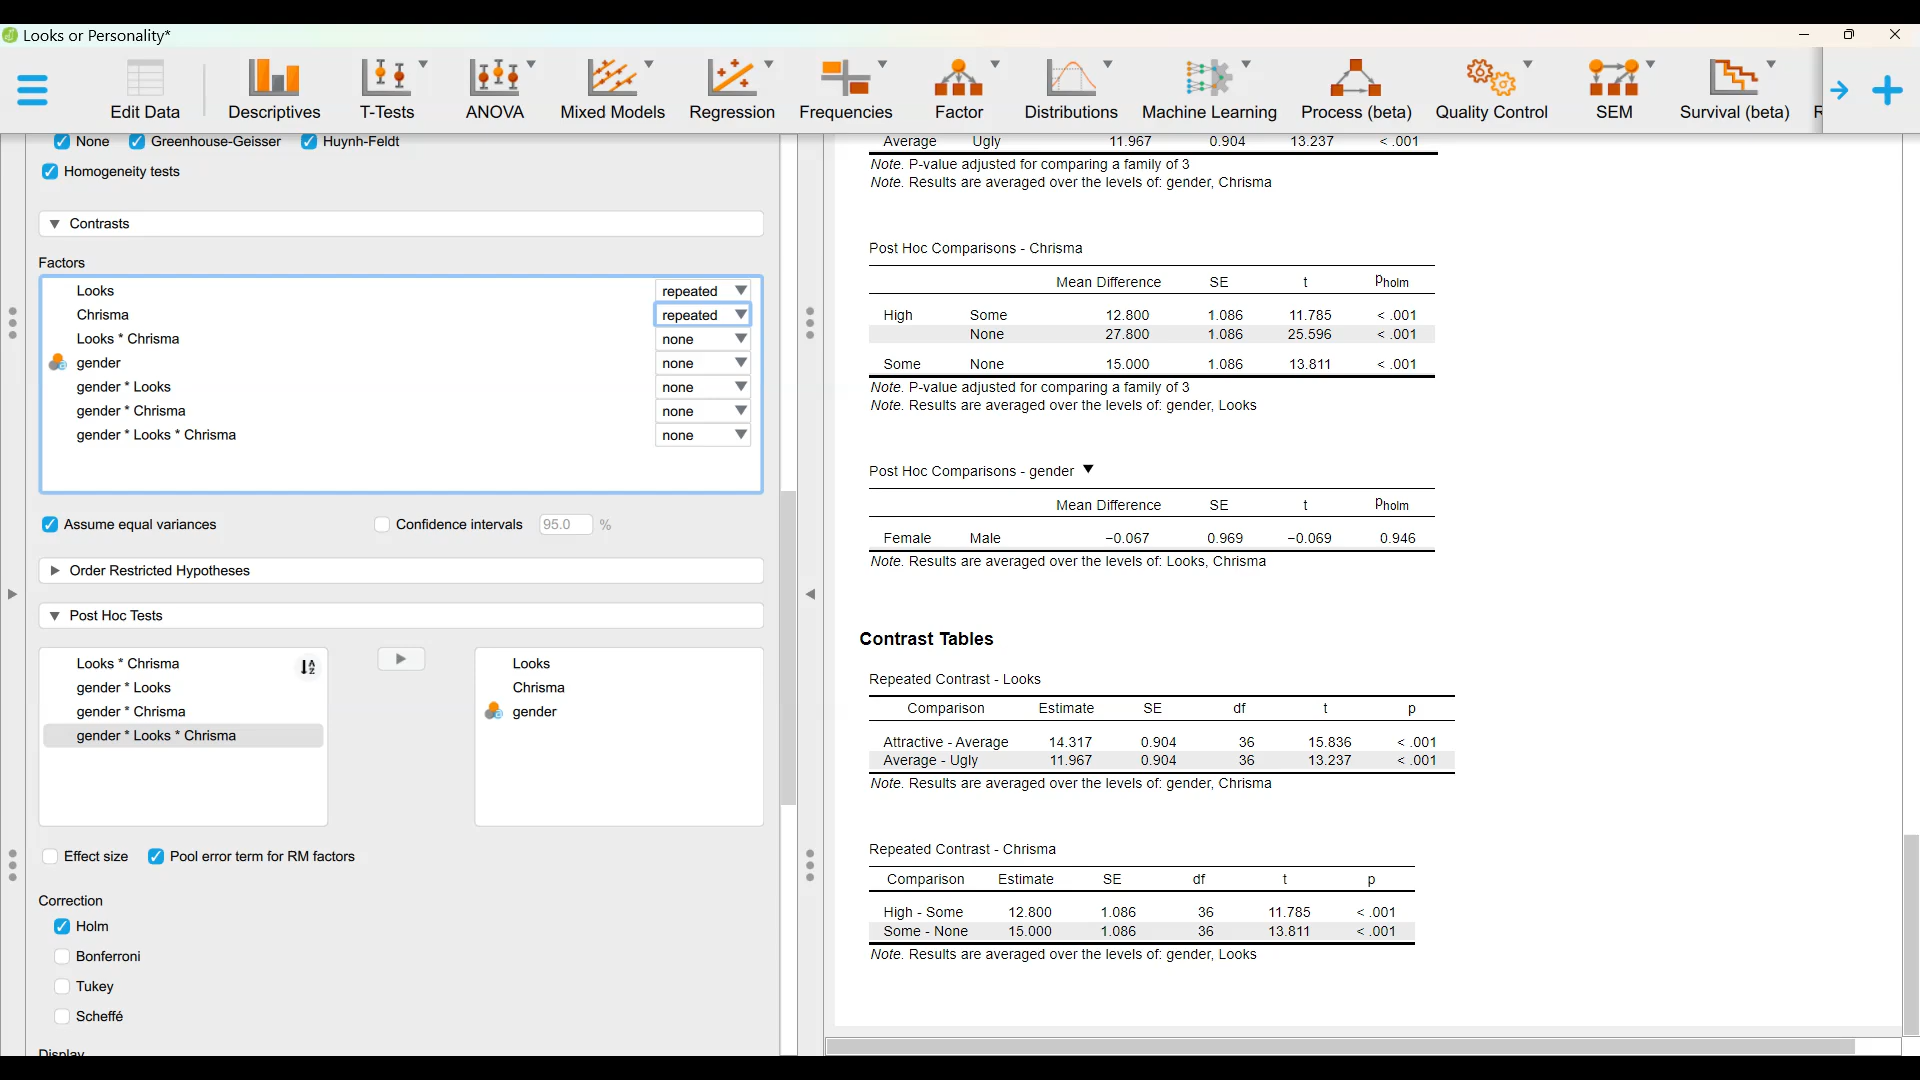 Looks or Personality*
Edit Data
Descriptives
T-Tests
ANOVA
Mixed Models
Regression
Frequencies
Factor
Distributions
Machine Learning
Process (beta)
Quality Control
SEM
Survival (beta)
None Greenhouse-Geisser Huynh-Feldt
Homogeneity tests
Contrasts
Factors
Looks repeated
Chrisma repeated
Looks * Chrisma none
gender none
gender * Looks none
gender * Chrisma none
gender * Looks * Chrisma none
Assume equal variances Confidence intervals 95.0 %
Order Restricted Hypotheses
Post Hoc Tests
Looks * Chrisma
gender * Looks
gender * Chrisma
gender * Looks * Chrisma
Looks
Chrisma
gender
Effect size Pool error term for RM factors
Correction
Holm
Bonferroni
Tukey
Scheffé
Display
Average Ugly 11.967 0.904 13.237 < .001
Note. P-value adjusted for comparing a family of 3
Note. Results are averaged over the levels of: gender, Chrisma
Post Hoc Comparisons - Chrisma
Mean Difference SE t pholm
High Some 12.800 1.086 11.785 < .001
None 27.800 1.086 25.596 < .001
Some None 15.000 1.086 13.811 < .001
Note. P-value adjusted for comparing a family of 3
Note. Results are averaged over the levels of: gender, Looks
Post Hoc Comparisons - gender
Mean Difference SE t pholm
Female Male −0.067 0.969 −0.069 0.946
Note. Results are averaged over the levels of: Looks, Chrisma
Contrast Tables
Repeated Contrast - Looks
Comparison Estimate SE df t p
Attractive - Average 14.317 0.904 36 15.836 < .001
Average - Ugly 11.967 0.904 36 13.237 < .001
Note. Results are averaged over the levels of: gender, Chrisma
Repeated Contrast - Chrisma
Comparison Estimate SE df t p
High - Some 12.800 1.086 36 11.785 < .001
Some - None 15.000 1.086 36 13.811 < .001
Note. Results are averaged over the levels of: gender, Looks